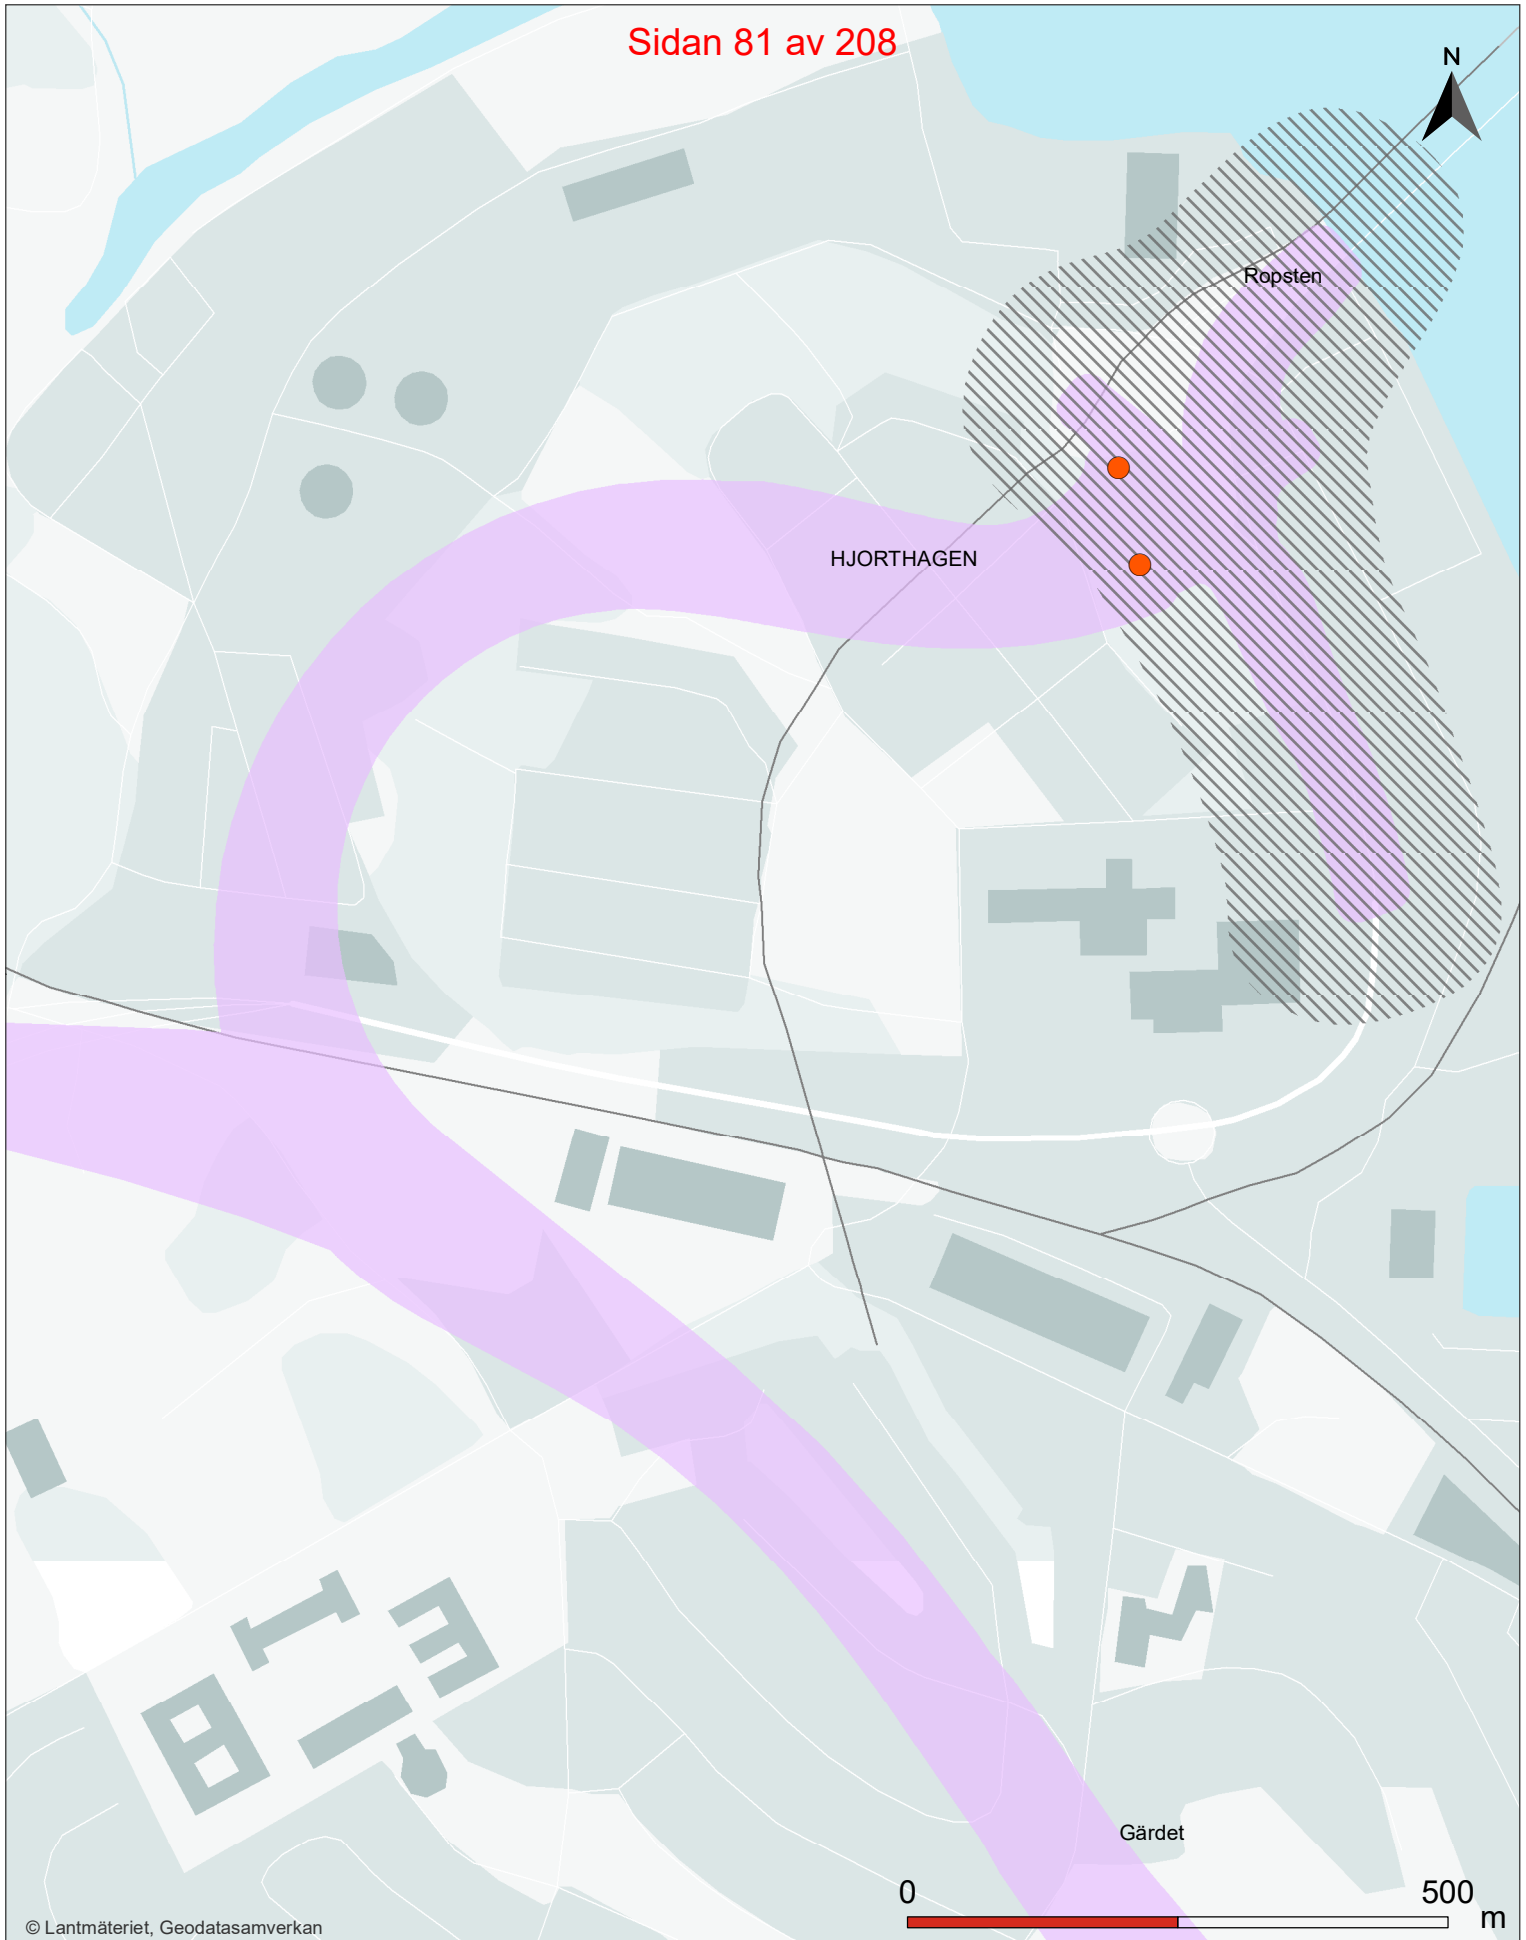 Sidan 81 av 208
N
Ropsten
HJORTHAGEN
Gärdet
0 500
m
© Lantmäteriet, Geodatasamverkan